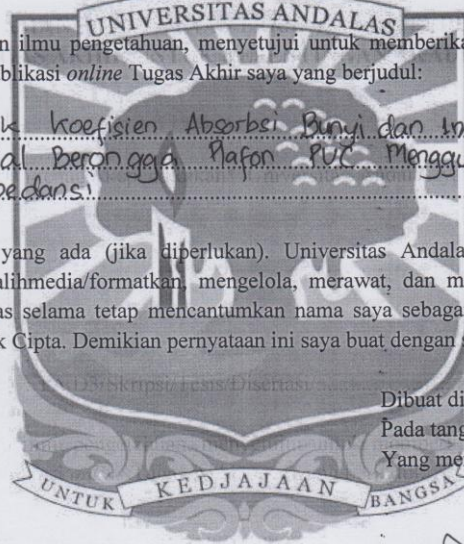 UNIVERSITAS ANDALAS
n ilmu pengetahuan, menyetujui untuk memberika
blikasi online Tugas Akhir saya yang berjudul:
k Koefisien Absorbsi Bunyi dan Im
al Berongga Plafon PVC Menggu
pedansi
yang ada (jika diperlukan). Universitas Andala
alihmedia/formatkan, mengelola, merawat, dan m
as selama tetap mencantumkan nama saya sebaga
k Cipta. Demikian pernyataan ini saya buat dengan s
Dibuat di
Pada tang
Yang me
UNTUK KEDJAJAAN BANGSA